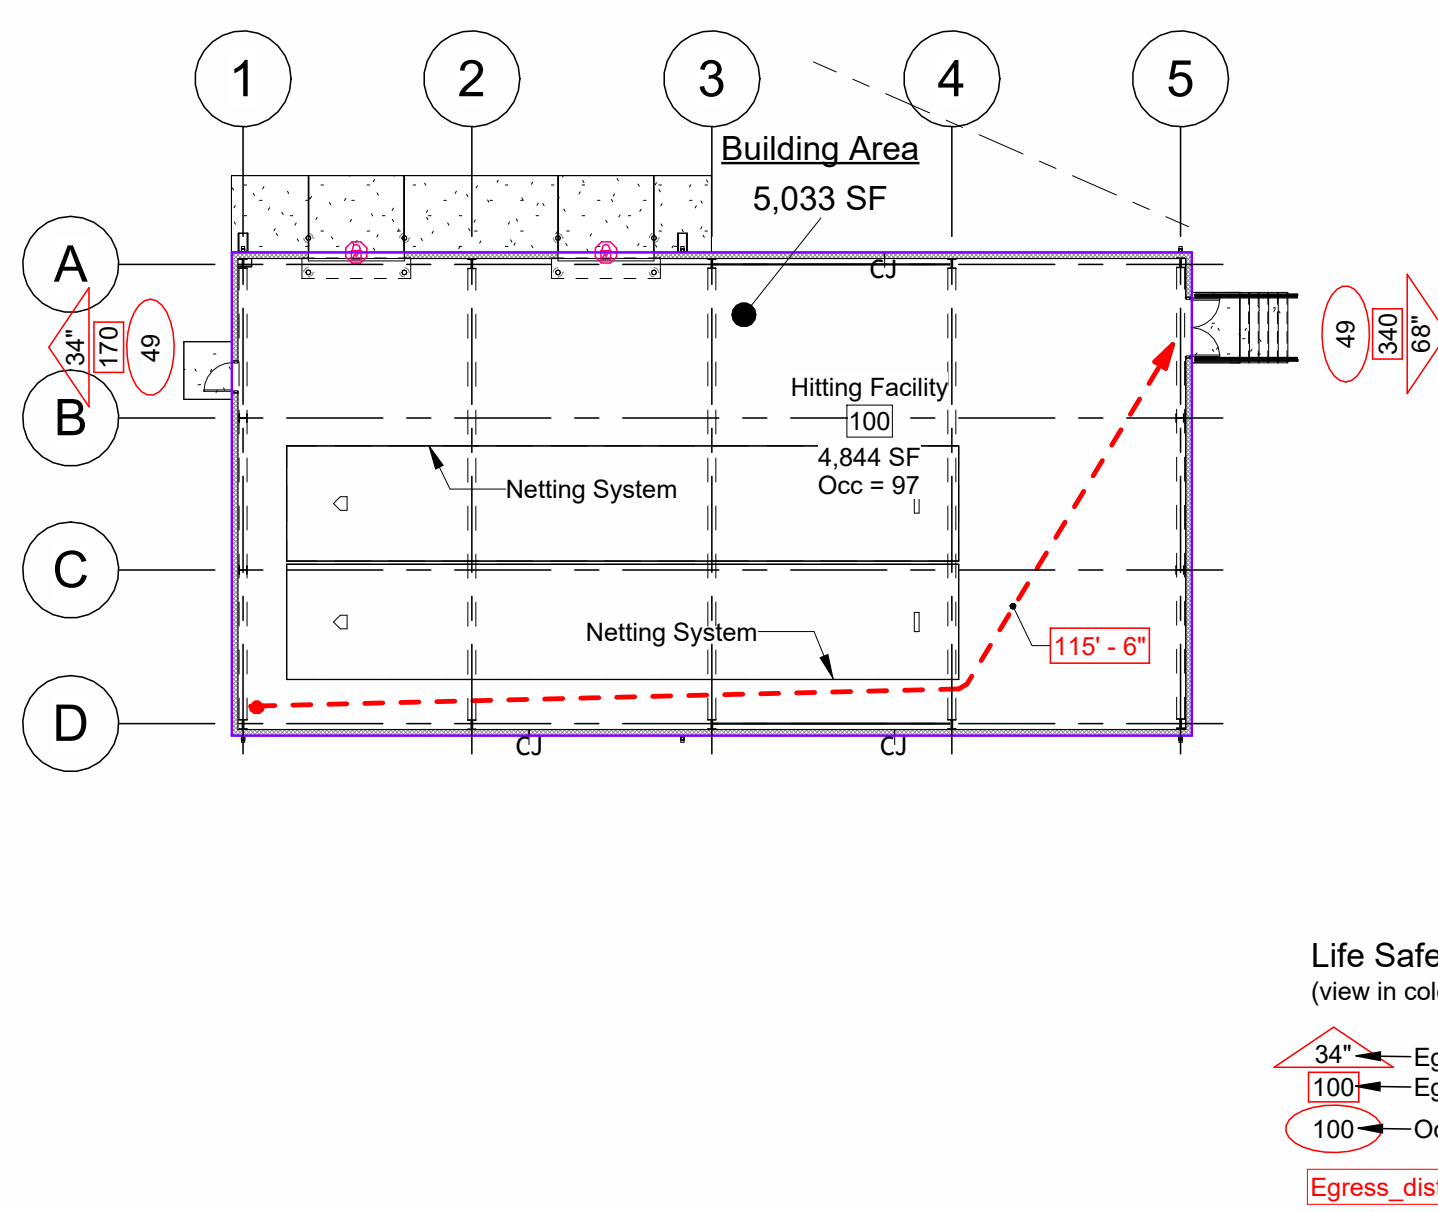 1
2
3
4
5
Building Area
5,033 SF
A
CJ
34"
170
49
49
340
68"
Hitting Facility
B
100
4,844 SF
Occ = 97
Netting System
C
Netting System
115' - 6"
D
CJ
CJ
Life Safe
(view in col
34"
Eg
100
Eg
100
Oc
Egress_dist